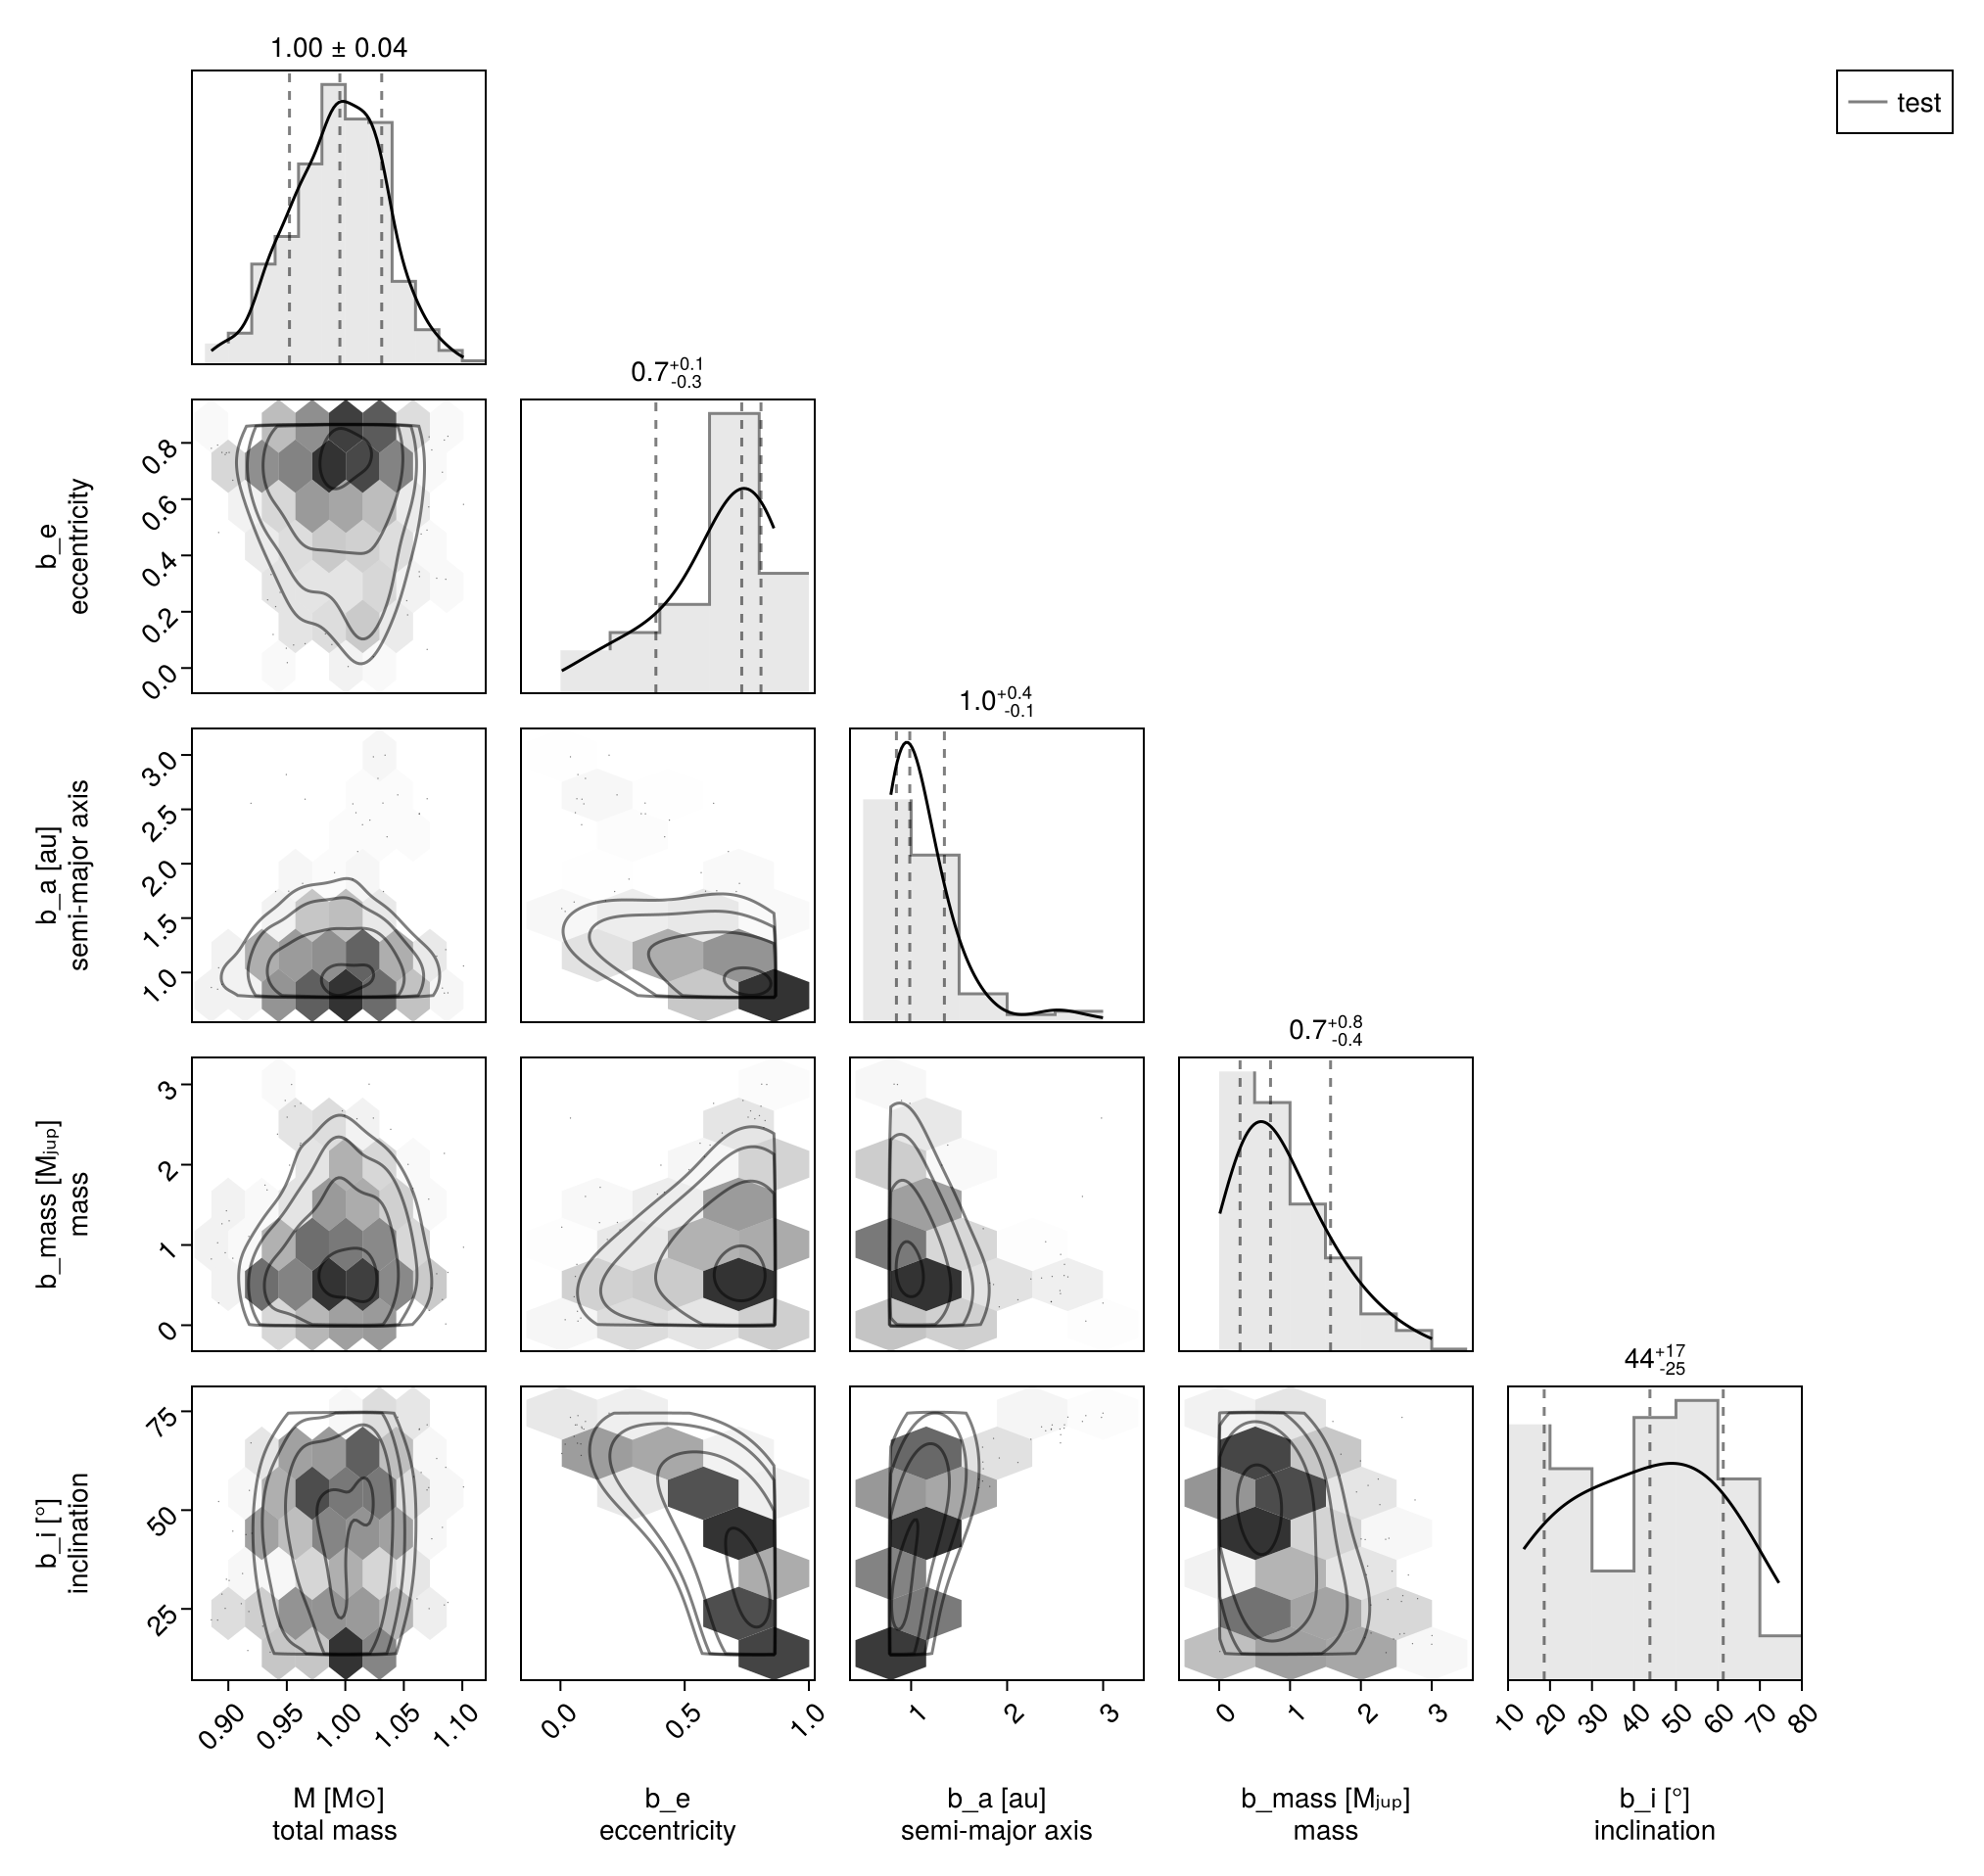 1.00 ± 0.04
test
0.7+0.1-0.3
b_e
eccentricity
0.8
0.6
0.4
0.2
0.0
1.0+0.4-0.1
b_a [au]
semi-major axis
3.0
2.5
2.0
1.5
1.0
0.7+0.8-0.4
b_mass [Mⱼᵤₚ]
mass
3
2
1
0
44+17-25
b_i [°]
inclination
75
50
25
0.90 0.95 1.00 1.05 1.10
0.0 0.5 1.0
1 2 3
0 1 2 3
10 20 30 40 50 60 70 80
M [M⊙]
total mass
b_e
eccentricity
b_a [au]
semi-major axis
b_mass [Mⱼᵤₚ]
mass
b_i [°]
inclination